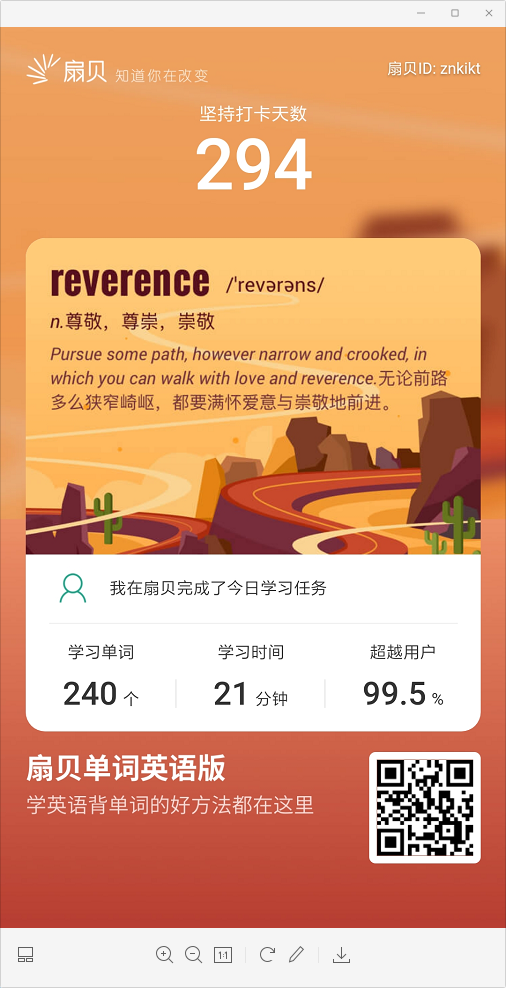 扇贝 知道你在改变
扇贝ID: znkikt
坚持打卡天数
294
reverence /ˈrevərəns/
n.尊敬，尊崇，崇敬
Pursue some path, however narrow and crooked, in
which you can walk with love and reverence.无论前路
多么狭窄崎岖，都要满怀爱意与崇敬地前进。
我在扇贝完成了今日学习任务
学习单词 学习时间 超越用户
240 个 21 分钟 99.5 %
扇贝单词英语版
学英语背单词的好方法都在这里
1:1